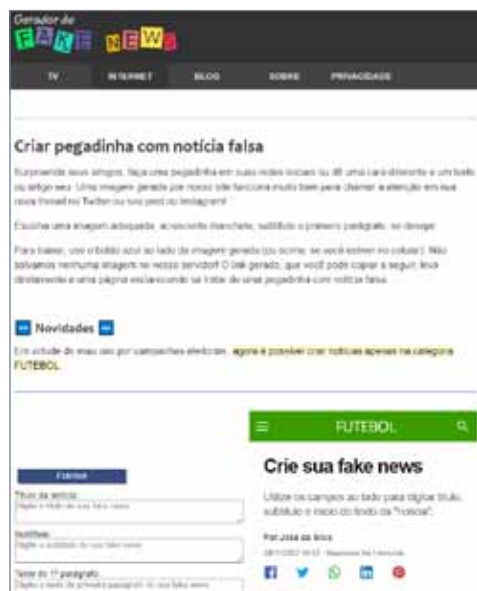 Gerador de
FAKE NEWS
TV INTERNET BLOG SOBRE PRIVACIDADE
Criar pegadinha com notícia falsa
Surpreenda seus amigos, faça uma pegadinha em suas redes sociais ou dê uma cara diferente a um texto
ou artigo seu. Uma imagem gerada por nosso site funciona muito bem para chamar a atenção em sua
nova thread no Twitter ou seu post no Instagram!
Escolha uma imagem adequada, acrescente manchete, subtítulo e primeiro parágrafo, se desejar.
Para baixar, use o botão azul ao lado da imagem gerada (ou acima, se você estiver no celular). Não
salvamos nenhuma imagem no nosso servidor! O link gerado, que você pode copiar a seguir, leva
diretamente a uma página esclarecendo se tratar de uma pegadinha com notícia falsa.
Novidades
Em virtude do mau uso por campanhas eleitorais, agora é possível criar notícias apenas na categoria
FUTEBOL.
FUTEBOL
Crie sua fake news
Utilize os campos ao lado para digitar título,
subtítulo e início do texto da "notícia".
Por José da Silva
Título da notícia:
Digite o título da sua fake news
Subtítulo:
Digite o subtítulo da sua fake news
Texto do 1º parágrafo:
Digite o texto do primeiro parágrafo da sua fake news